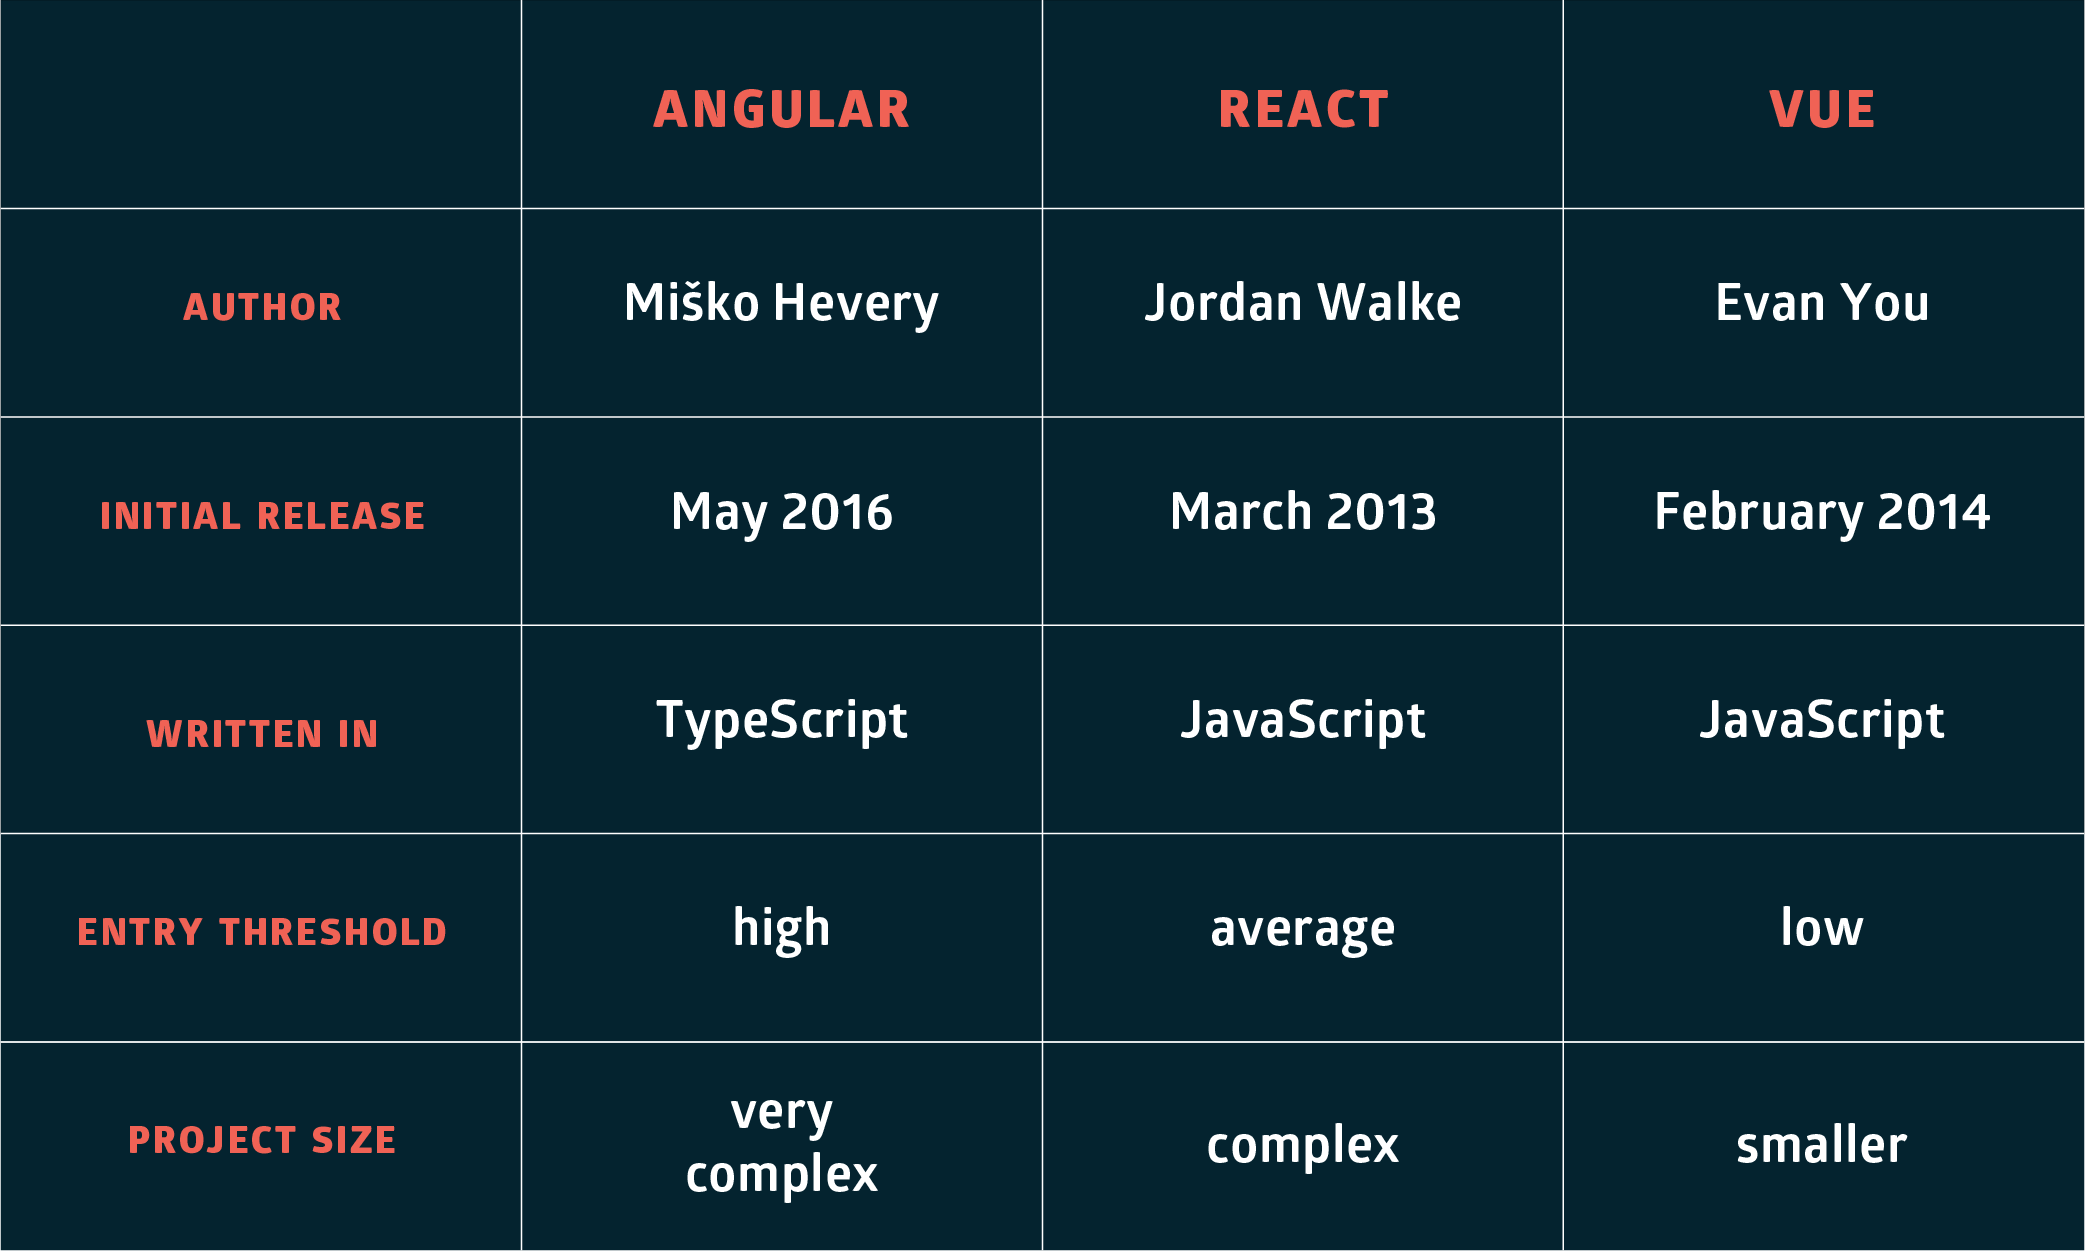 ANGULAR REACT VUE
AUTHOR Miško Hevery Jordan Walke Evan You
INITIAL RELEASE May 2016 March 2013 February 2014
WRITTEN IN TypeScript JavaScript JavaScript
ENTRY THRESHOLD high average low
PROJECT SIZE very complex complex smaller